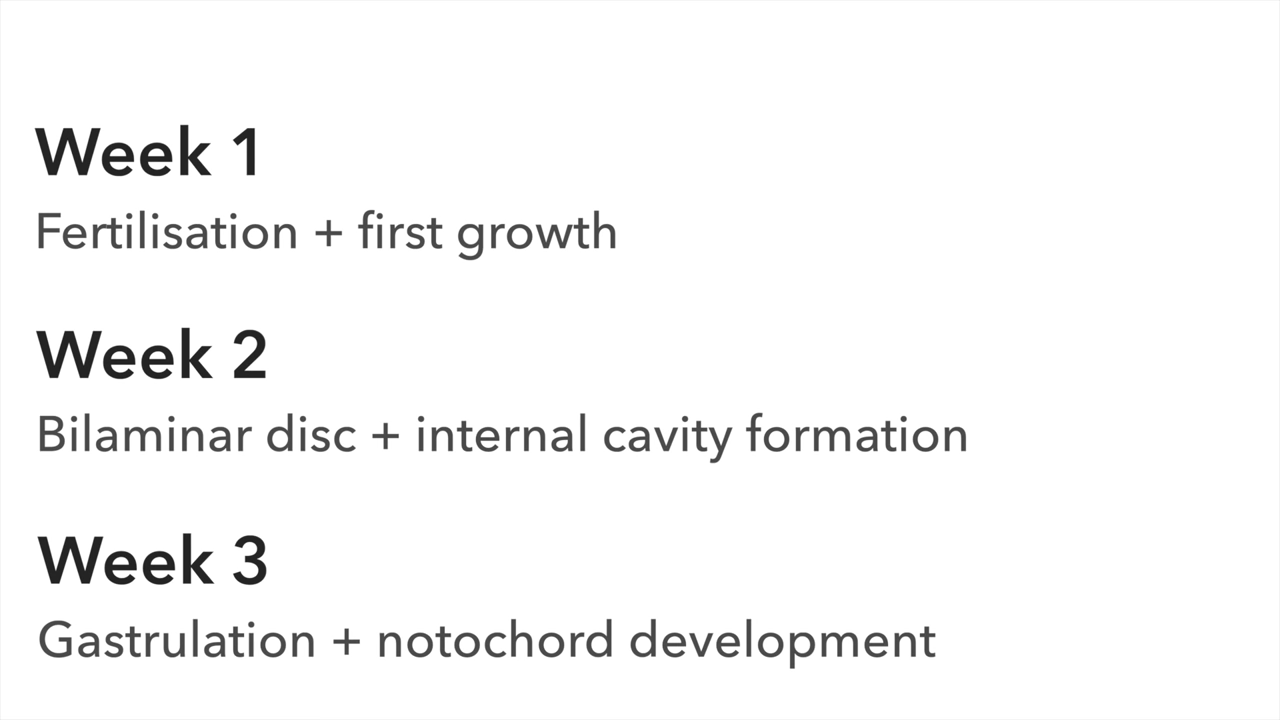 Week 1
Fertilisation + first growth
Week 2
Bilaminar disc + internal cavity formation
Week 3
Gastrulation + notochord development